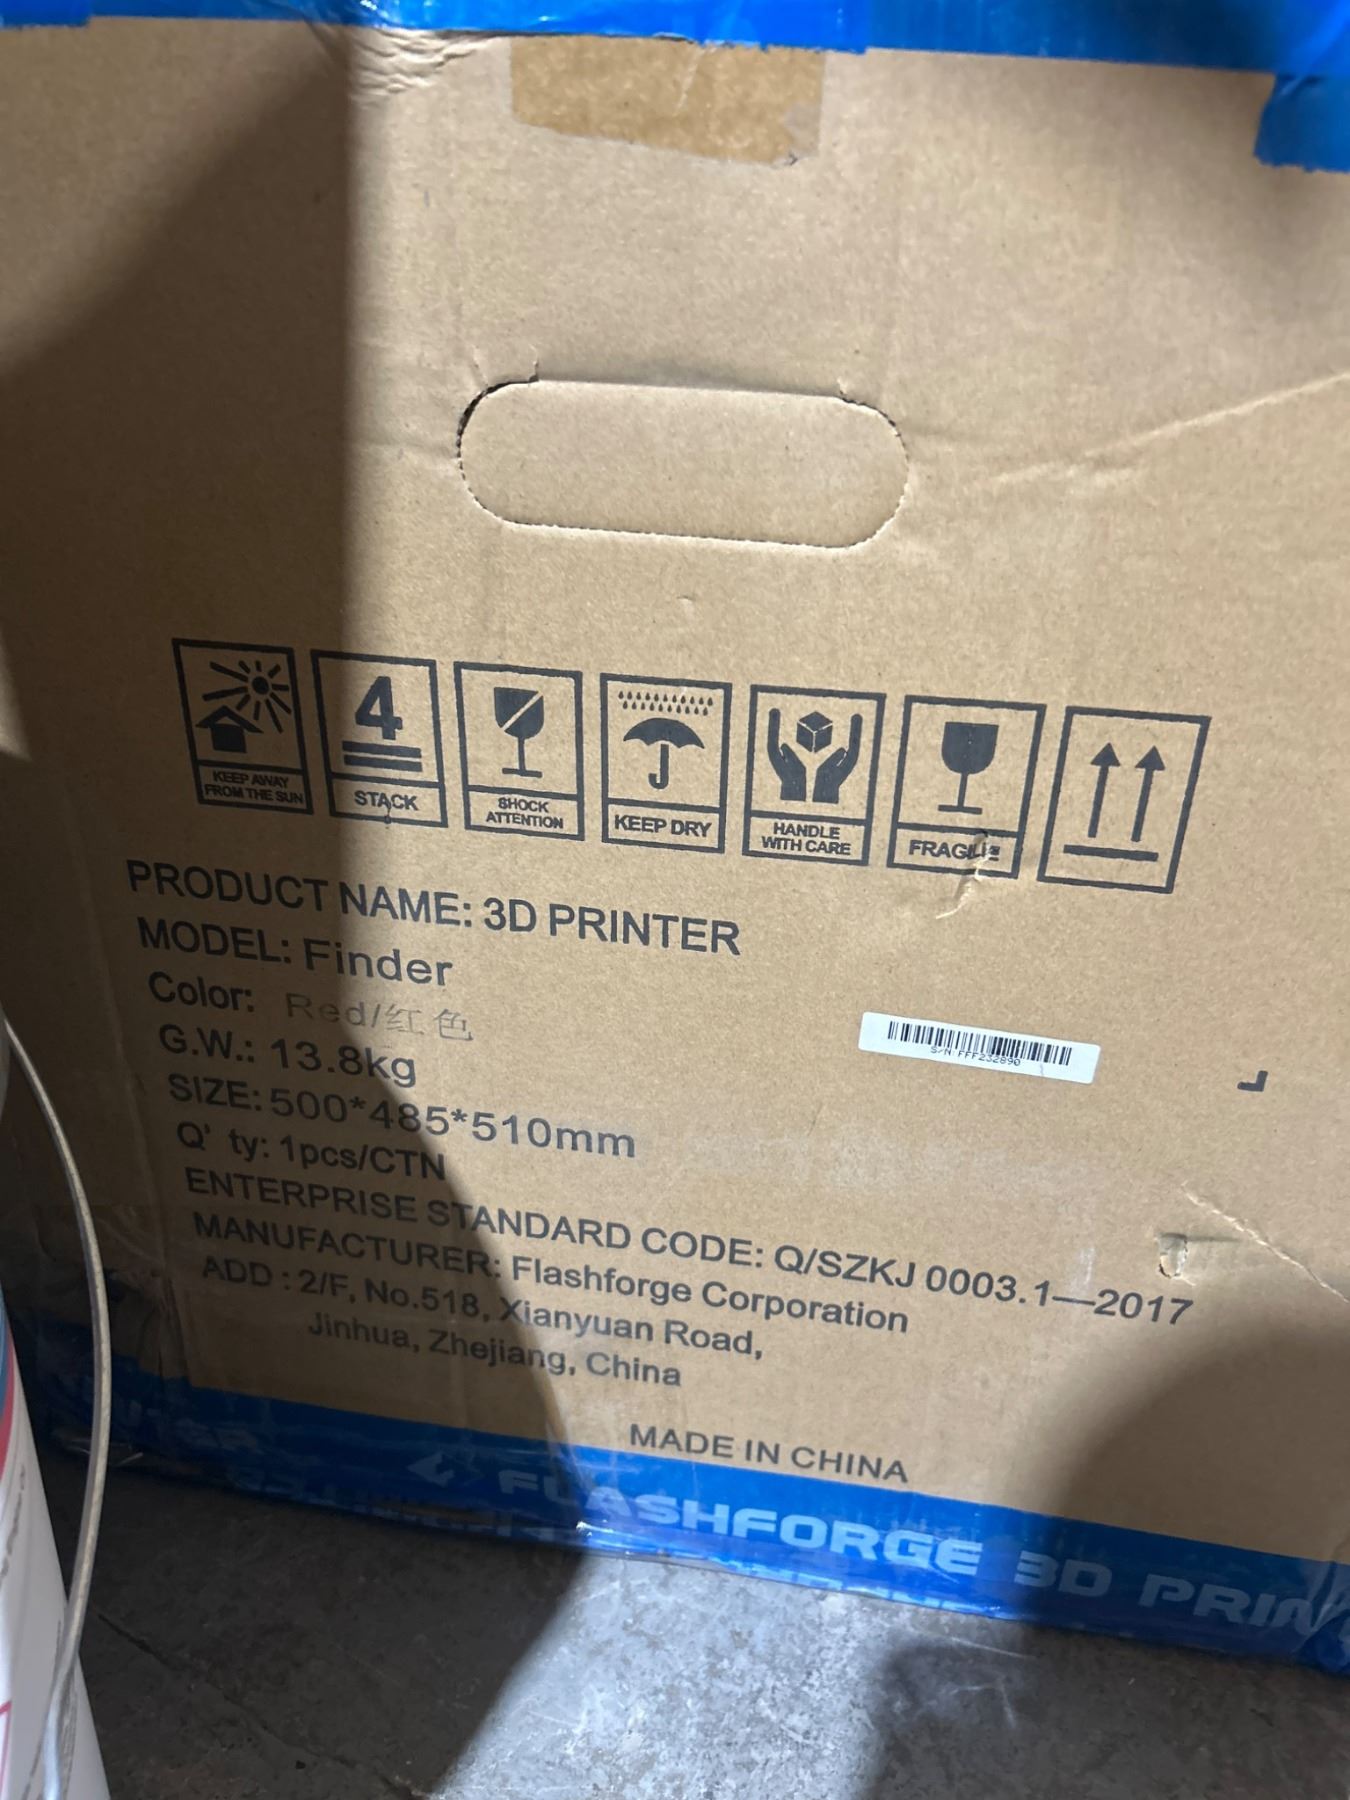 KEEP AWAY
FROM THE SUN
4
STACK
SHOCK
ATTENTION
KEEP DRY
HANDLE
WITH CARE
FRAGILE
PRODUCT NAME: 3D PRINTER
MODEL: Finder
Color: Red/红色
G.W.: 13.8kg
S/N FFF232890
SIZE: 500*485*510mm
Q' ty: 1pcs/CTN
ENTERPRISE STANDARD CODE: Q/SZKJ 0003.1—2017
MANUFACTURER: Flashforge Corporation
ADD : 2/F, No.518, Xianyuan Road,
Jinhua, Zhejiang, China
MADE IN CHINA
FLASHFORGE 3D PRIN